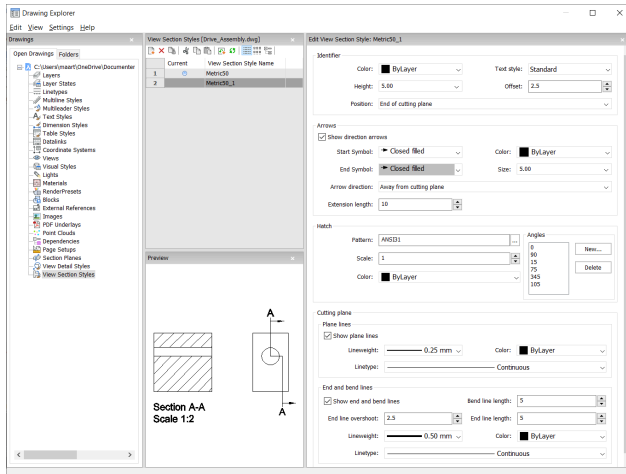 Drawing Explorer
Edit View Settings Help
Drawings
Open Drawings Folders
C:\Users\mzart\OneDrive\Documenter
Layers
Layer States
Linetypes
Multiline Styles
Multileader Styles
Text Styles
Dimension Styles
Table Styles
Datalinks
Coordinate Systems
Views
Visual Styles
Lights
Materials
RenderPresets
Blocks
External References
Images
PDF Underlays
Point Clouds
Dependencies
Page Setups
Section Planes
View Detail Styles
View Section Styles
View Section Styles [Drive_Assembly.dwg]
Current View Section Style Name
1 Metric50
2 Metric50_1
Preview
A
A
Section A-A
Scale 1:2
Edit View Section Style: Metric50_1
Identifier
Color: ByLayer Text style: Standard
Height: 5.00 Offset: 2.5
Position: End of cutting plane
Arrows
Show direction arrows
Start Symbol: Closed filled Color: ByLayer
End Symbol: Closed filled Size: 5.00
Arrow direction: Away from cutting plane
Extension length: 10
Hatch
Pattern: ANSI31 ...
Scale: 1
Color: ByLayer
Angles
0
90
15
75
345
105
New...
Delete
Cutting plane
Plane lines
Show plane lines
Lineweight: 0.25 mm Color: ByLayer
Linetype: Continuous
End and bend lines
Show end and bend lines Bend line length: 5
End line overshoot: 2.5 End line length: 5
Lineweight: 0.50 mm Color: ByLayer
Linetype: Continuous